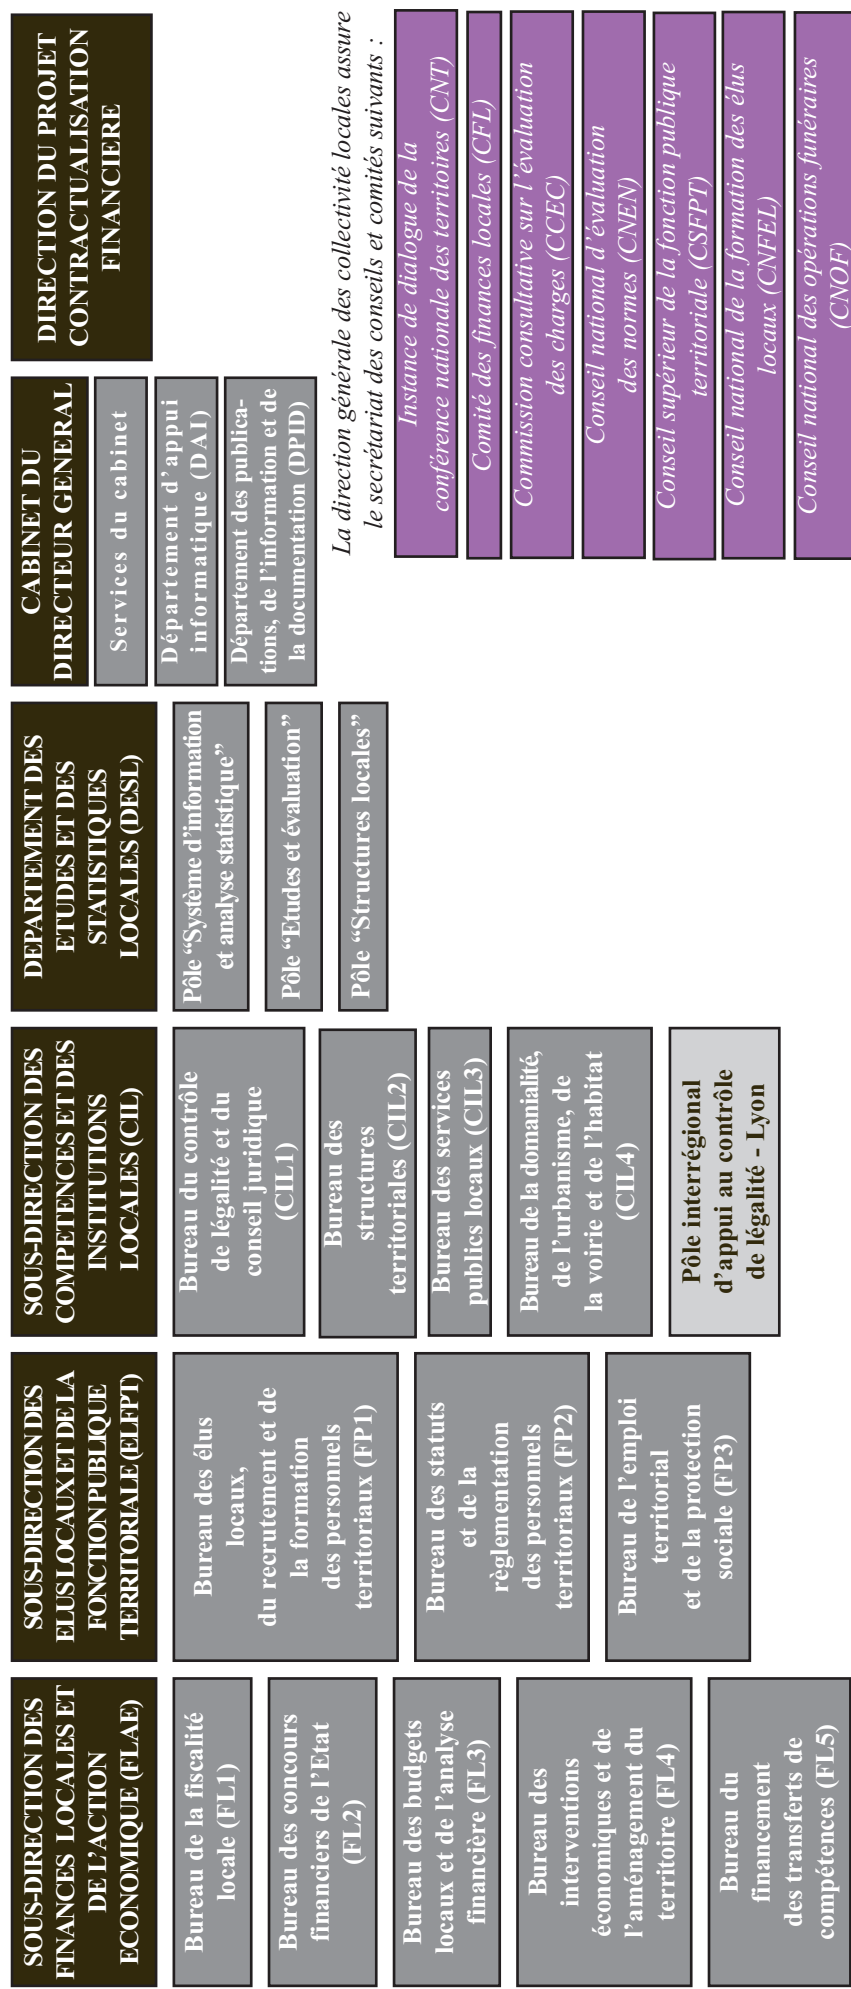 SOUS-DIRECTION DES
FINANCES LOCALES ET
DE L'ACTION
ECONOMIQUE (FLAE)
Bureau de la fiscalité
locale (FL1)
Bureau des concours
financiers de l'Etat
(FL2)
Bureau des budgets
locaux et de l'analyse
financière (FL3)
Bureau des
interventions
économiques et de
l'aménagement du
territoire (FL4)
Bureau du
financement
des transferts de
compétences (FL5)
SOUS-DIRECTION DES
ELUS LOCAUX ET DE LA
FONCTION PUBLIQUE
TERRITORIALE (ELFPT)
Bureau des élus
locaux,
du recrutement et de
la formation
des personnels
territoriaux (FP1)
Bureau des statuts
et de la
règlementation
des personnels
territoriaux (FP2)
Bureau de l'emploi
territorial
et de la protection
sociale (FP3)
SOUS-DIRECTION DES
COMPETENCES ET DES
INSTITUTIONS
LOCALES (CIL)
Bureau du contrôle
de légalité et du
conseil juridique
(CIL1)
Bureau des
structures
territoriales (CIL2)
Bureau des services
publics locaux (CIL3)
Bureau de la domanialité,
de l'urbanisme, de
la voirie et de l'habitat
(CIL4)
Pôle interrégional
d'appui au contrôle
de légalité - Lyon
DEPARTEMENT DES
ETUDES ET DES
STATISTIQUES
LOCALES (DESL)
Pôle “Système d'information
et analyse statistique”
Pôle “Etudes et évaluation”
Pôle “Structures locales”
CABINET DU
DIRECTEUR GENERAL
Services du cabinet
Département d'appui
informatique (DAI)
Département des publica-
tions, de l'information et de
la documentation (DPID)
DIRECTION DU PROJET
CONTRACTUALISATION
FINANCIERE
La direction générale des collectivité locales assure
le secrétariat des conseils et comités suivants :
Instance de dialogue de la
conférence nationale des territoires (CNT)
Comité des finances locales (CFL)
Commission consultative sur l'évaluation
des charges (CCEC)
Conseil national d'évaluation
des normes (CNEN)
Conseil supérieur de la fonction publique
territoriale (CSFPT)
Conseil national de la formation des élus
locaux (CNFEL)
Conseil national des opérations funéraires
(CNOF)